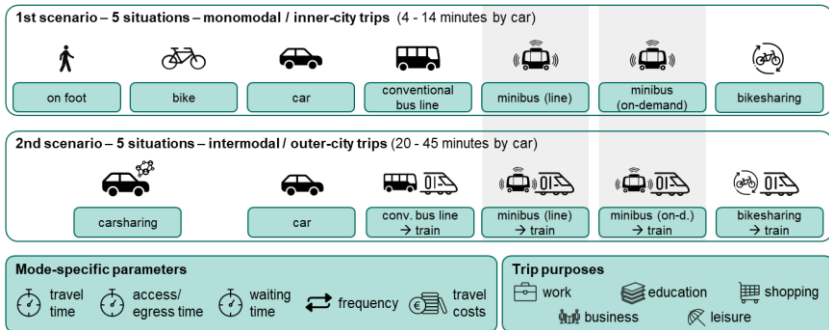 1st scenario – 5 situations – monomodal / inner-city trips (4 - 14 minutes by car)
on foot
bike
car
conventional
bus line
minibus (line)
minibus
(on-demand)
bikesharing
2nd scenario – 5 situations – intermodal / outer-city trips (20 - 45 minutes by car)
carsharing
car
conv. bus line
→ train
minibus (line)
→ train
minibus (on-d.)
→ train
bikesharing
→ train
Mode-specific parameters
travel
time
access/
egress time
waiting
time
frequency
travel
costs
Trip purposes
work
education
shopping
business
leisure